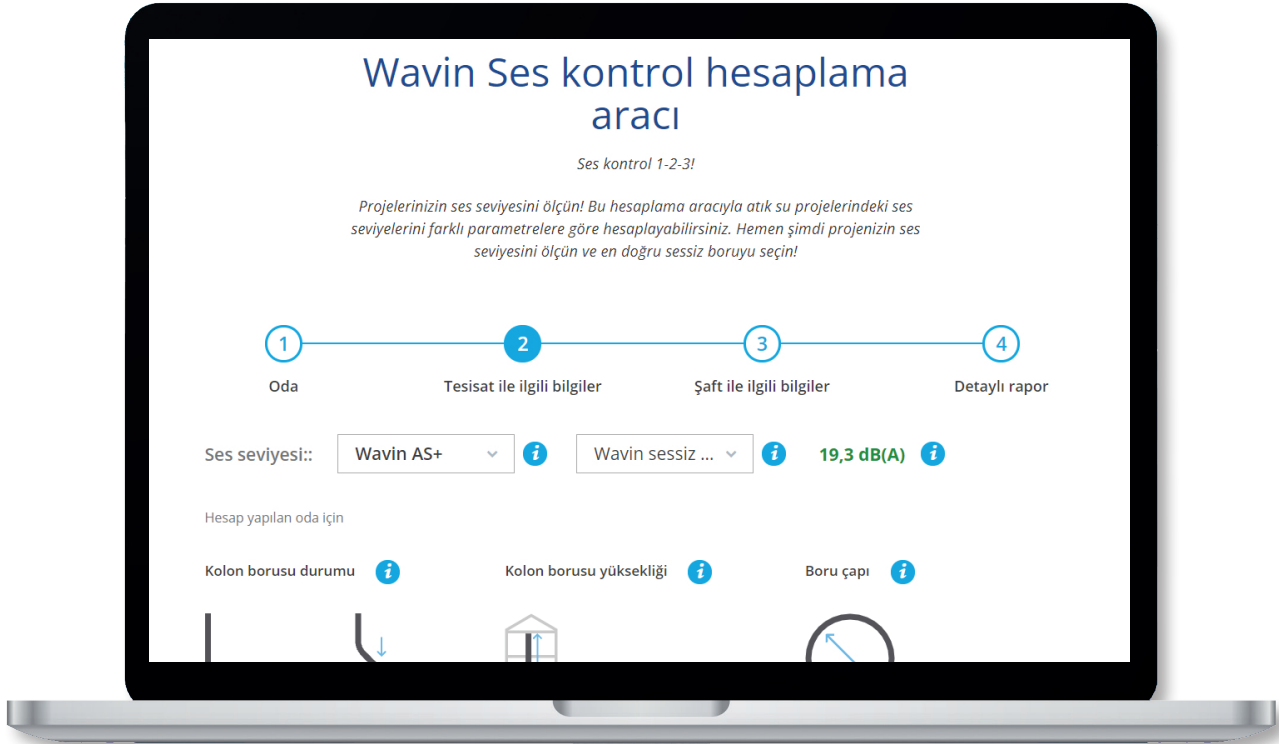 Wavin Ses kontrol hesaplama
aracı
Ses kontrol 1-2-3!
Projelerinizin ses seviyesini ölçün! Bu hesaplama aracıyla atık su projelerindeki ses
seviyelerini farklı parametrelere göre hesaplayabilirsiniz. Hemen şimdi projenizin ses
seviyesini ölçün ve en doğru sessiz boruyu seçin!
1 2 3 4
Oda Tesisat ile ilgili bilgiler Şaft ile ilgili bilgiler Detaylı rapor
Ses seviyesi:: Wavin AS+ i Wavin sessiz ... i 19,3 dB(A) i
Hesap yapılan oda için
Kolon borusu durumu i Kolon borusu yüksekliği i Boru çapı i